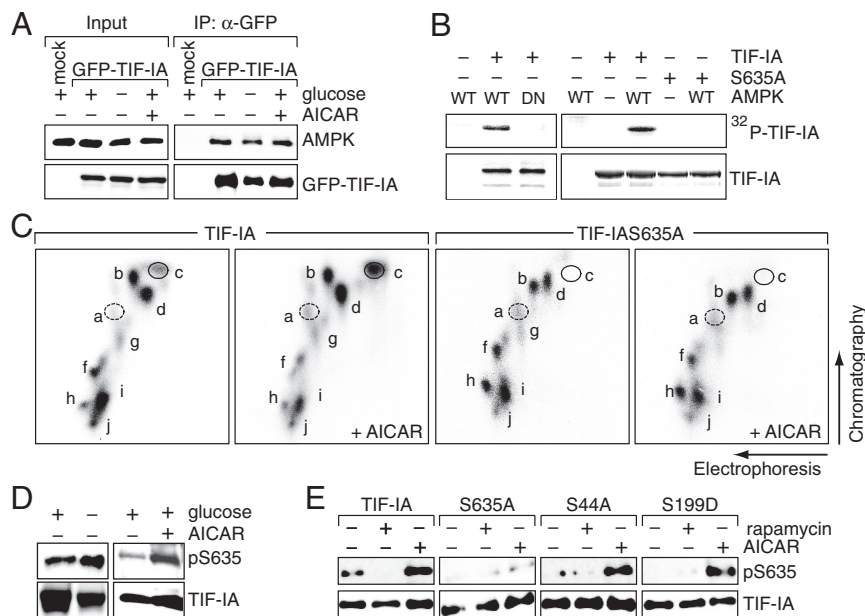 A
Input
IP: α-GFP
mock
GFP-TIF-IA
mock
GFP-TIF-IA
+ + − + + + − + glucose
− − − + − − − + AICAR
AMPK
GFP-TIF-IA
B
− + + − + + − − TIF-IA
− − − − − − + + S635A
WT WT DN WT − WT − WT AMPK
32P-TIF-IA
TIF-IA
C
TIF-IA
TIF-IAS635A
b c d a g f h i j
b c d a g f h i j + AICAR
b c d a g f h i j
b c d a g f h i j + AICAR
Chromatography
Electrophoresis
D
+ − + + glucose
− − − + AICAR
pS635
TIF-IA
E
TIF-IA S635A S44A S199D
− + − − + − − + − − + − rapamycin
− − + − − + − − + − − + AICAR
pS635
TIF-IA